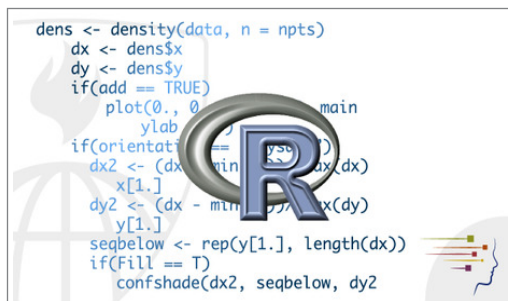 dens <- density(data, n = npts)
dx <- dens$x
dy <- dens$y
if(add == TRUE)
plot(0., 0 main
ylab
if(orientat == ")
dx2 <- (dx min ax(dx)
x[1.]
dy2 <- (dx - min (dy)
y[1.]
seqbelow <- rep(y[1.], length(dx))
if(Fill == T)
confshade(dx2, seqbelow, dy2
R